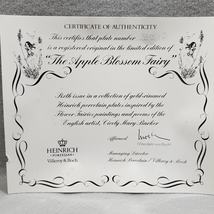 CERTIFICATE OF AUTHENTICITY
This certifies that plate number
is a registered original in the limited edition of
"The Apple Blossom Fairy"
issue in a collection of gold-rimmed
Heinrich porcelain plates inspired by the
Flower Fairies paintings and poems of the
English artist, Cicely Mary Barker
Affirmed:
HEINRICH
Villeroy & Boch
Managing Director
Heinrich Porcelain / Villeroy & Boch